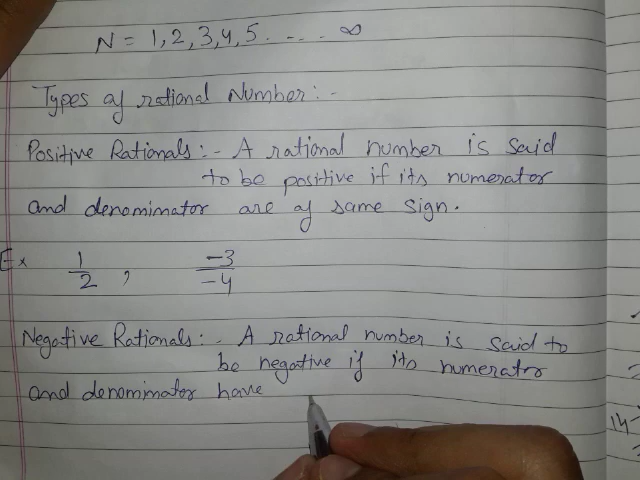 N = 1,2,3,4,5. - - . . ∞
Types of rational Number: -
Positive Rationals: - A rational number is said
to be positive if its numerator
and denominator are of same sign.
Ex 1/2 , -3/-4
Negative Rationals: - A rational number is said to
be negative if its numerator
and denominator have
14